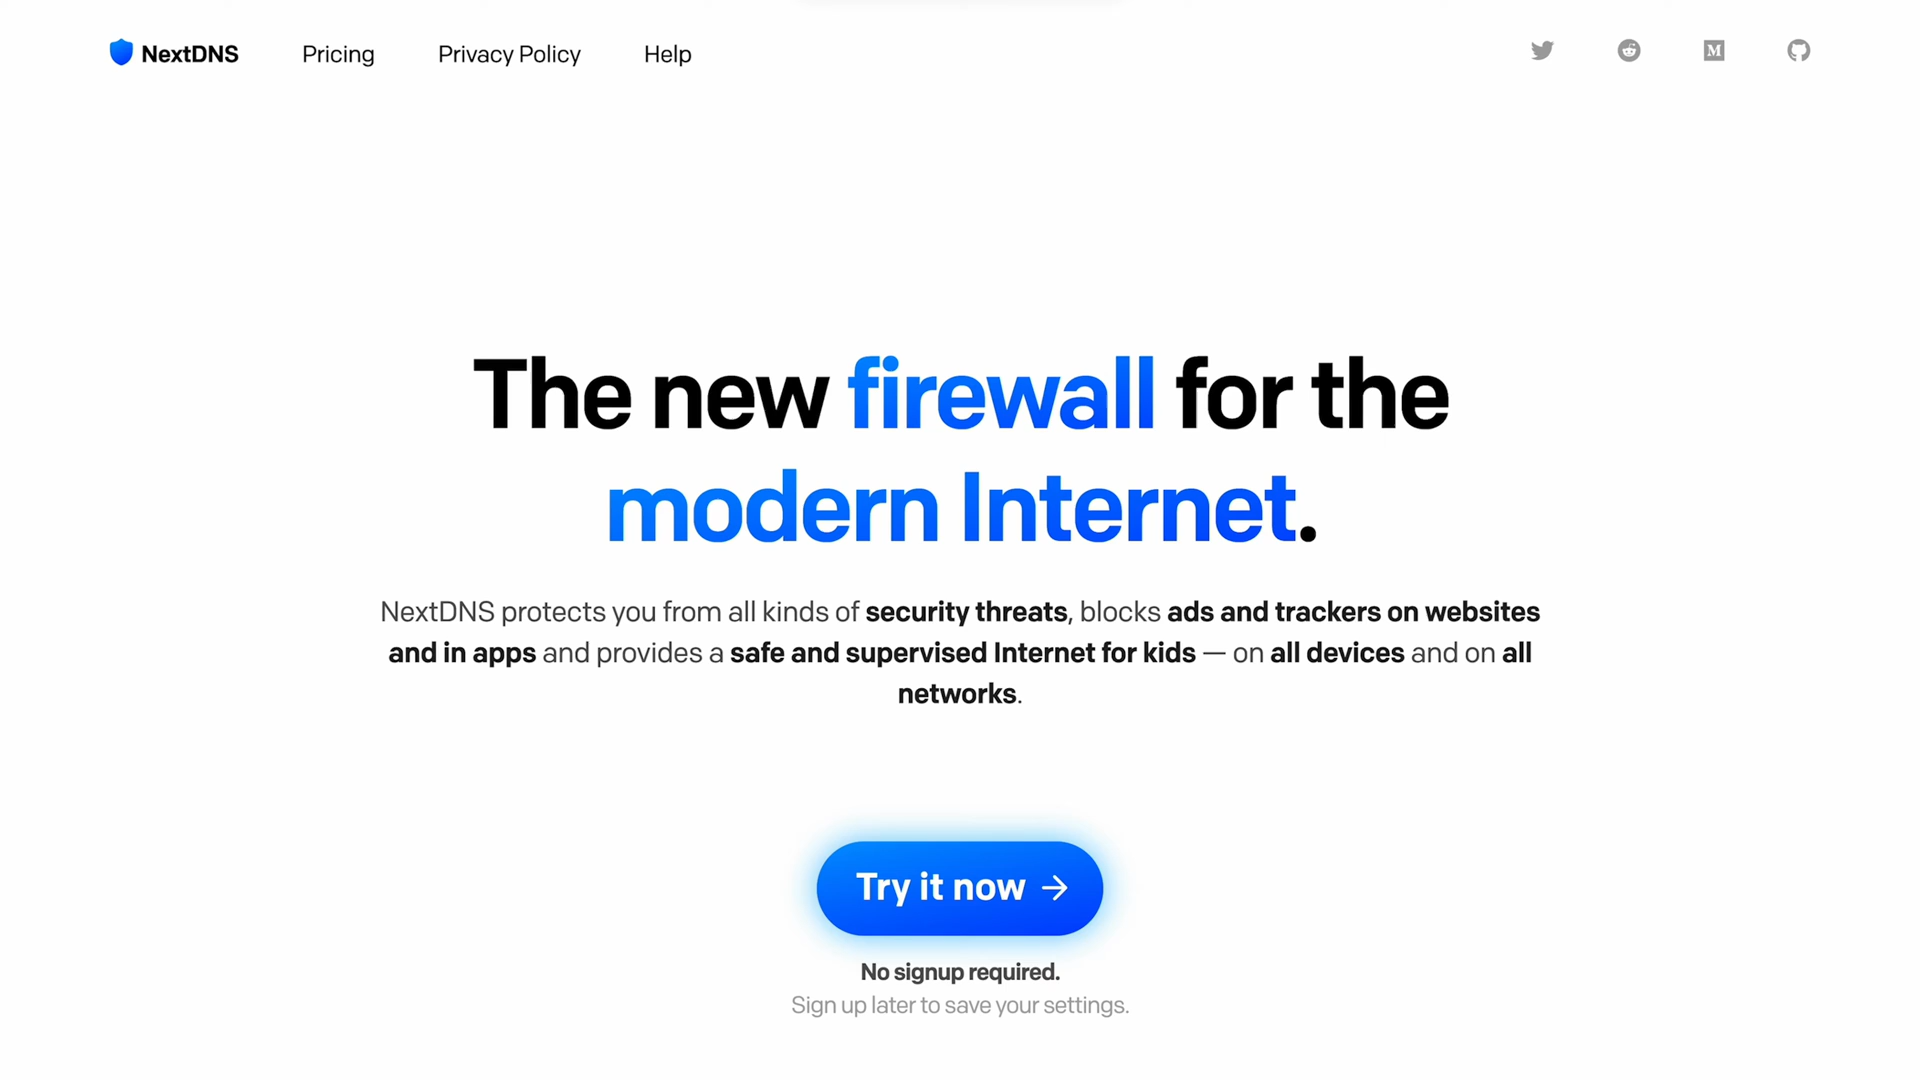 NextDNS
Pricing
Privacy Policy
Help
The new firewall for the
modern Internet.
NextDNS protects you from all kinds of security threats, blocks ads and trackers on websites
and in apps and provides a safe and supervised Internet for kids — on all devices and on all
networks.
Try it now →
No signup required.
Sign up later to save your settings.